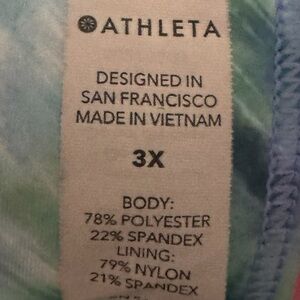 ATHLETA
DESIGNED IN
SAN FRANCISCO
MADE IN VIETNAM
3X
BODY:
78% POLYESTER
22% SPANDEX
LINING:
79% NYLON
21% SPANDEX